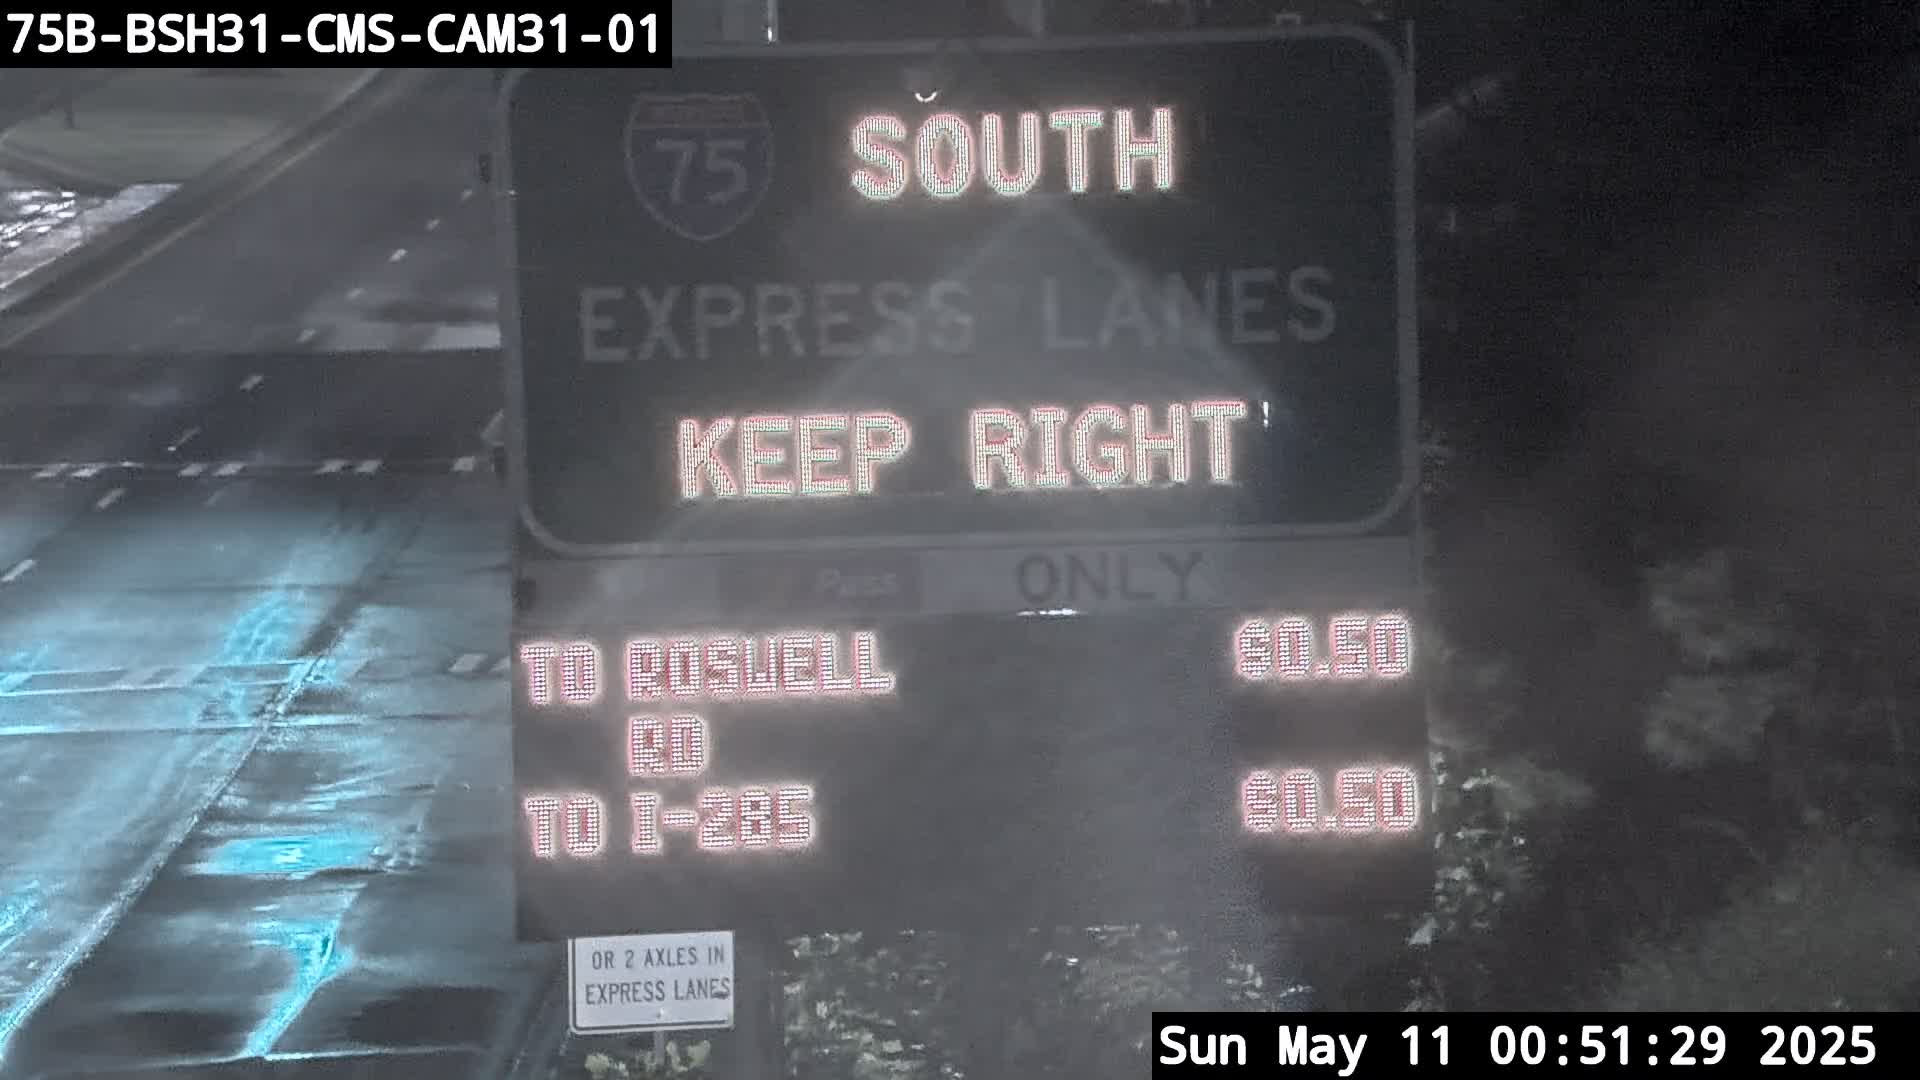 75B-BSH31-CMS-CAM31-01
75 SOUTH
EXPRESS LANES
KEEP RIGHT
Pass ONLY
TO ROSWELL $0.50
RD
TO I-285 $0.50
OR 2 AXLES IN
EXPRESS LANES
Sun May 11 00:51:29 2025